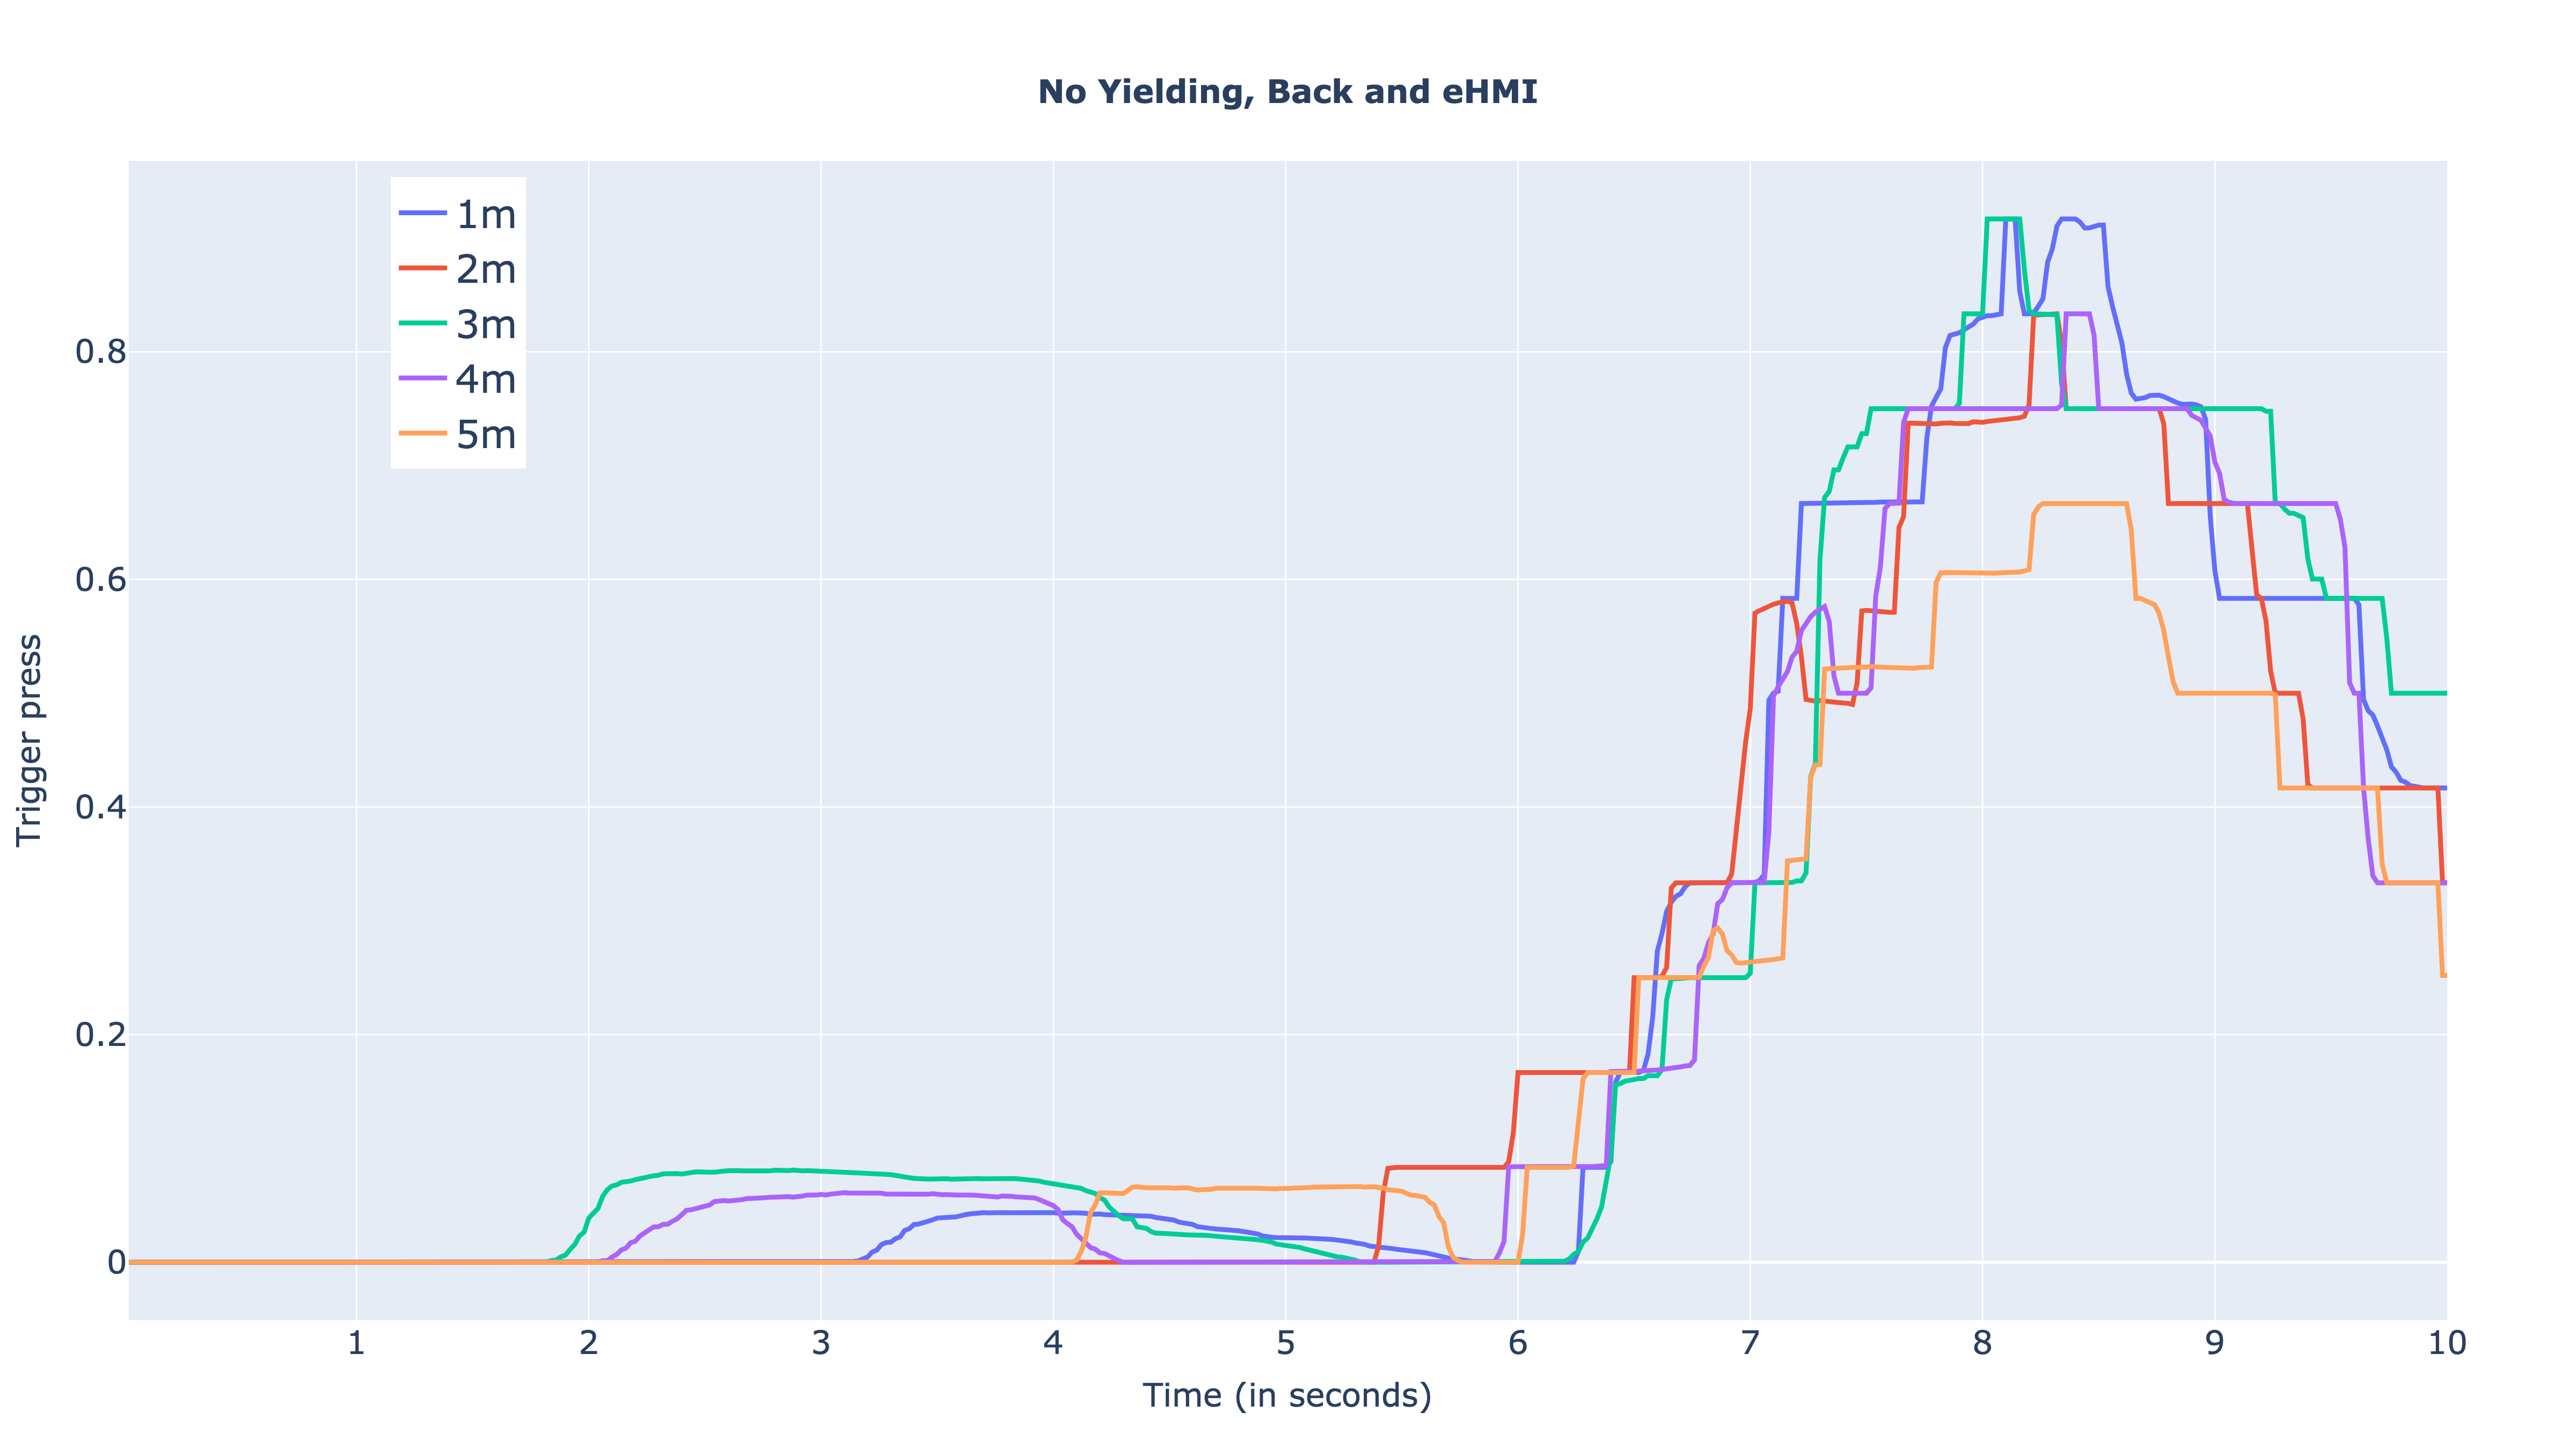 No Yielding, Back and eHMI
1m
2m
3m
4m
5m
Trigger press
0.8
0.6
0.4
0.2
0
1 2 3 4 5 6 7 8 9 10
Time (in seconds)